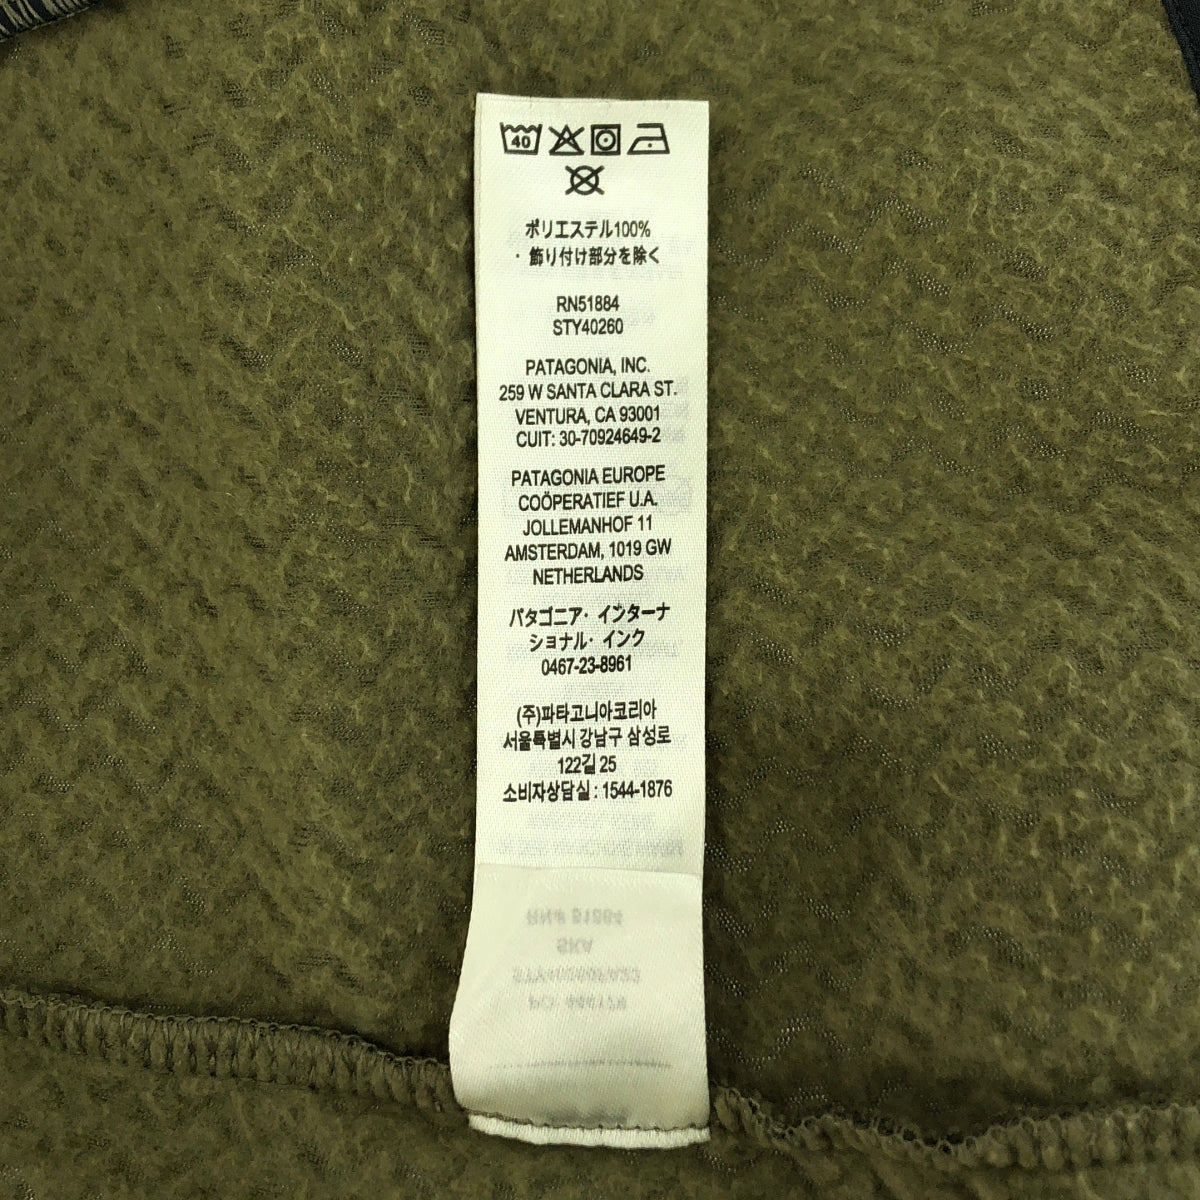 40
ポリエステル100%
・飾り付け部分を除く
RN51884
STY40260
PATAGONIA, INC.
259 W SANTA CLARA ST.
VENTURA, CA 93001
CUIT: 30-70924649-2
PATAGONIA EUROPE
COÖPERATIEF U.A.
JOLLEMANHOF 11
AMSTERDAM, 1019 GW
NETHERLANDS
パタゴニア・インターナ
ショナル・インク
0467-23-8961
(주)파타고니아코리아
서울특별시 강남구 삼성로
122길 25
소비자상담실 : 1544-1876